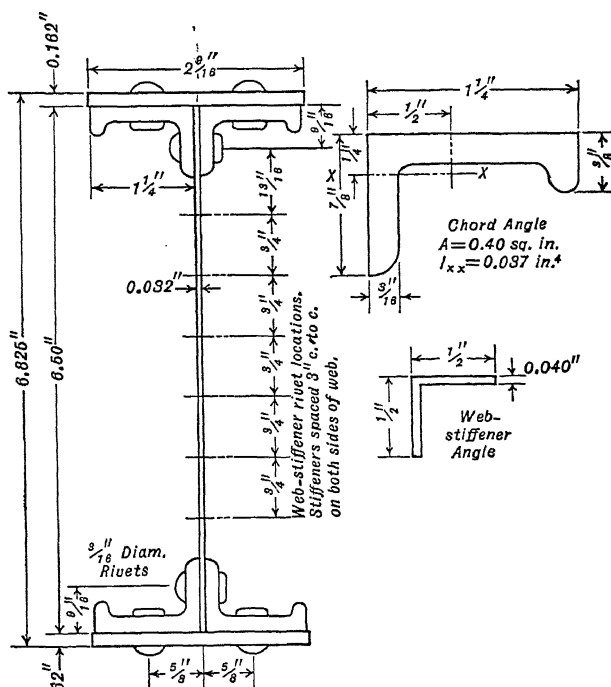 0.162"
2 9/16"
9/16"
1 1/4"
13/16"
3/4"
0.032"
3/4"
3/4"
3/4"
3/4"
6.825"
6.50"
Web-stiffener rivet locations.
Stiffeners spaced 3" c. to c.
on both sides of web.
3/16" Diam.
Rivets
9/16"
62"
5/8"
5/8"
1 1/4"
1/2"
1/4"
7/8"
X
X
3/8"
3/16"
Chord Angle
A=0.40 sq. in.
Ixx=0.037 in.⁴
1/2"
0.040"
1/2"
Web-
stiffener
Angle